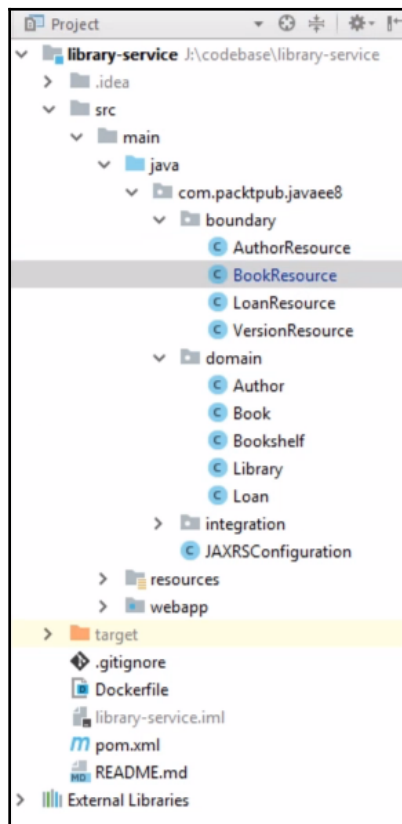 Project
library-service J:\codebase\library-service
.idea
src
main
java
com.packtpub.javaee8
boundary
AuthorResource
BookResource
LoanResource
VersionResource
domain
Author
Book
Bookshelf
Library
Loan
integration
JAXRSConfiguration
resources
webapp
target
.gitignore
Dockerfile
library-service.iml
pom.xml
README.md
External Libraries